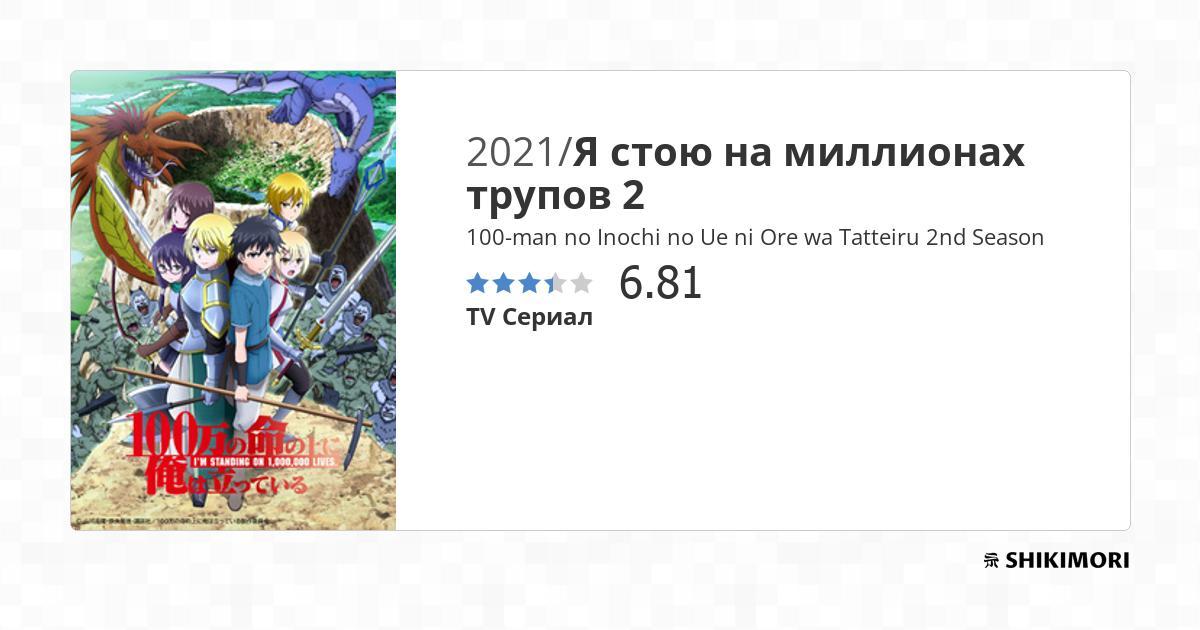 2021/Я стою на миллионах
трупов 2
100-man no Inochi no Ue ni Ore wa Tatteiru 2nd Season
6.81
TV Сериал
100万の命の上に
I'M STANDING ON 1,000,000 LIVES.
俺は立っている
SHIKIMORI